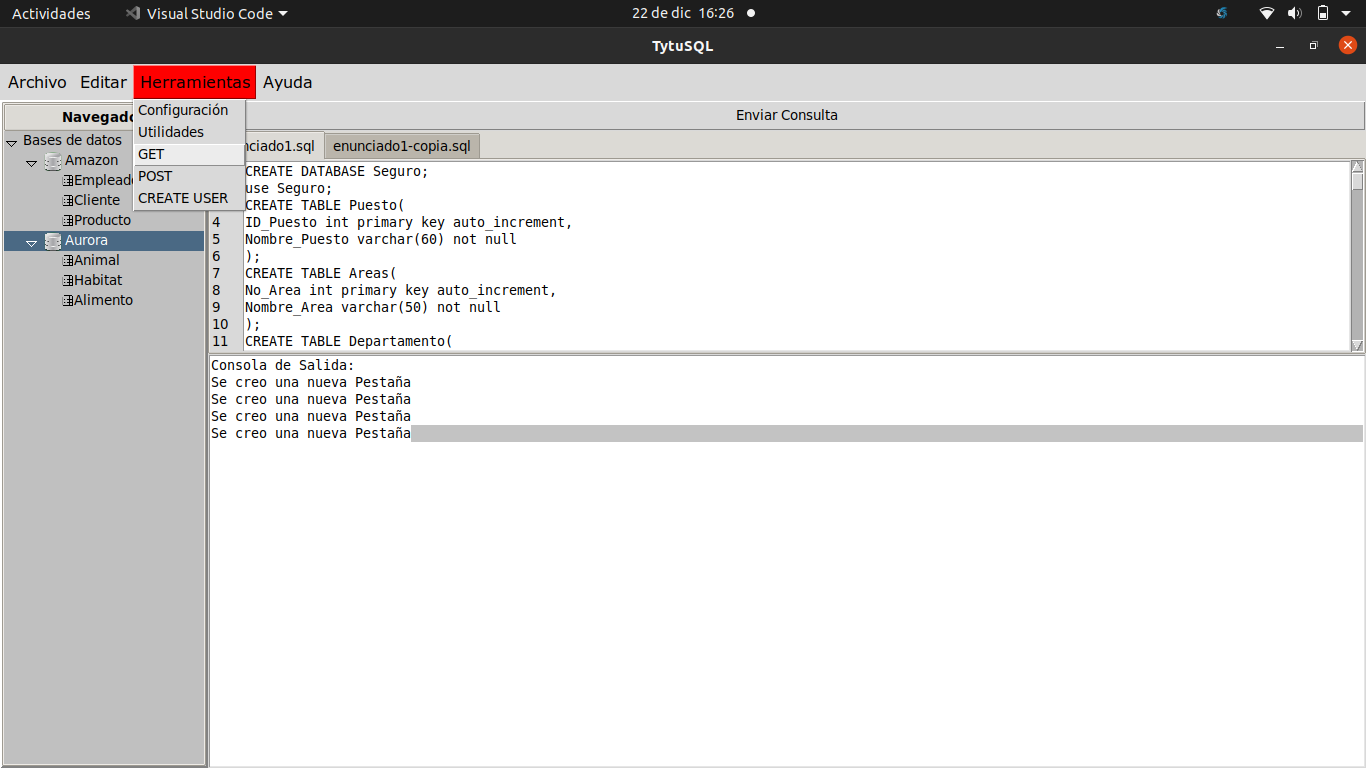 Actividades
Visual Studio Code
22 de dic 16:26
TytuSQL
Archivo Editar Herramientas Ayuda
Configuración
Utilidades
GET
POST
CREATE USER
Enviar Consulta
enunciado1-copia.sql
Bases de datos
Amazon
Cliente
Producto
Aurora
Animal
Habitat
Alimento
CREATE DATABASE Seguro;
use Seguro;
CREATE TABLE Puesto(
4 ID_Puesto int primary key auto_increment,
5 Nombre_Puesto varchar(60) not null
6 );
7 CREATE TABLE Areas(
8 No_Area int primary key auto_increment,
9 Nombre_Area varchar(50) not null
10 );
11 CREATE TABLE Departamento(
Consola de Salida:
Se creo una nueva Pestaña
Se creo una nueva Pestaña
Se creo una nueva Pestaña
Se creo una nueva Pestaña